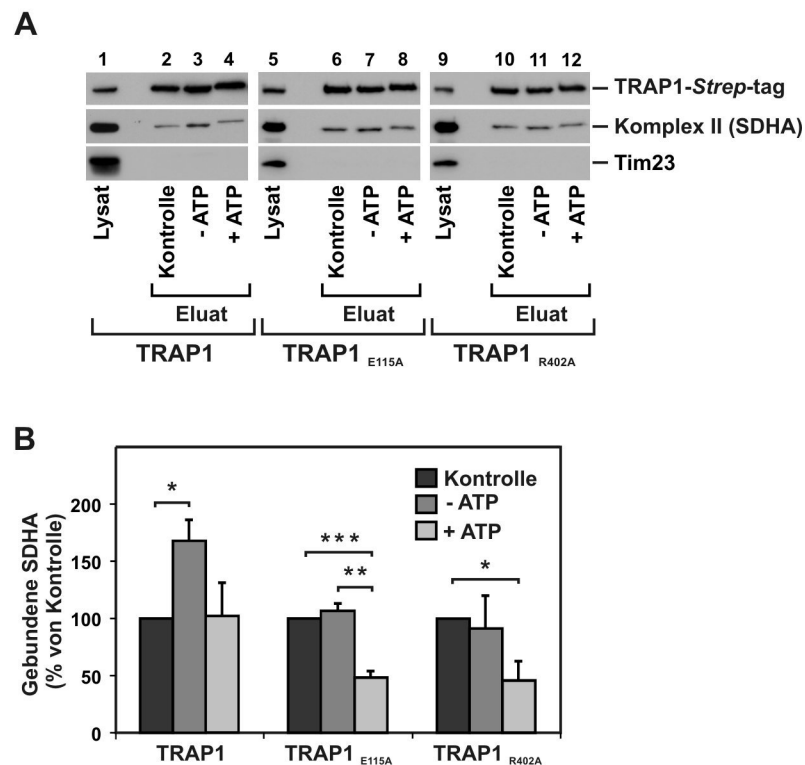 A
1 2 3 4 5 6 7 8 9 10 11 12
TRAP1-Strep-tag
Komplex II (SDHA)
Tim23
Lysat Kontrolle - ATP + ATP Lysat Kontrolle - ATP + ATP Lysat Kontrolle - ATP + ATP
Eluat Eluat Eluat
TRAP1 TRAP1 E115A TRAP1 R402A
B
Gebundene SDHA
(% von Kontrolle)
Kontrolle
- ATP
+ ATP
* *** ** *
200
150
100
50
0
TRAP1 TRAP1 E115A TRAP1 R402A